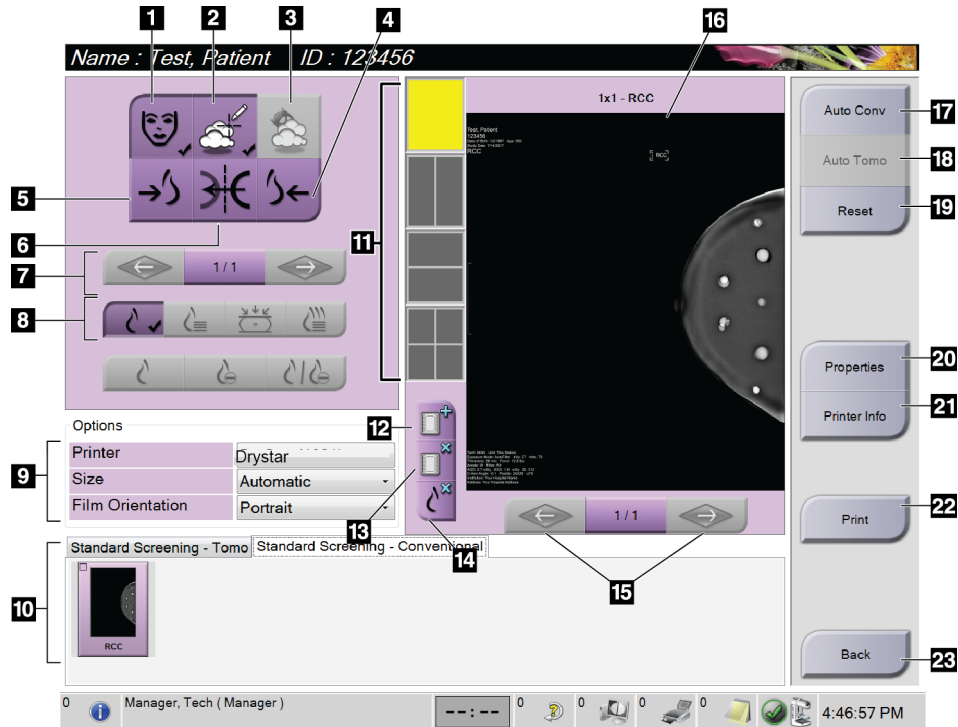 1 2 3 4 16
Name : Test, Patient ID : 123456
1x1 - RCC
Auto Conv 17
Test, Patient
123456
RCC
RCC
Auto Tomo 18
5
Reset 19
6
11
7
1 / 1
8
Properties 20
Printer Info 21
Options
12
9
Printer Drystar
Size Automatic
Film Orientation Portrait
13
14
1 / 1
22
Print
Standard Screening - Tomo Standard Screening - Conventional
15
10
RCC
Back 23
0 Manager, Tech ( Manager ) --:-- 0 0 0 0 4:46:57 PM